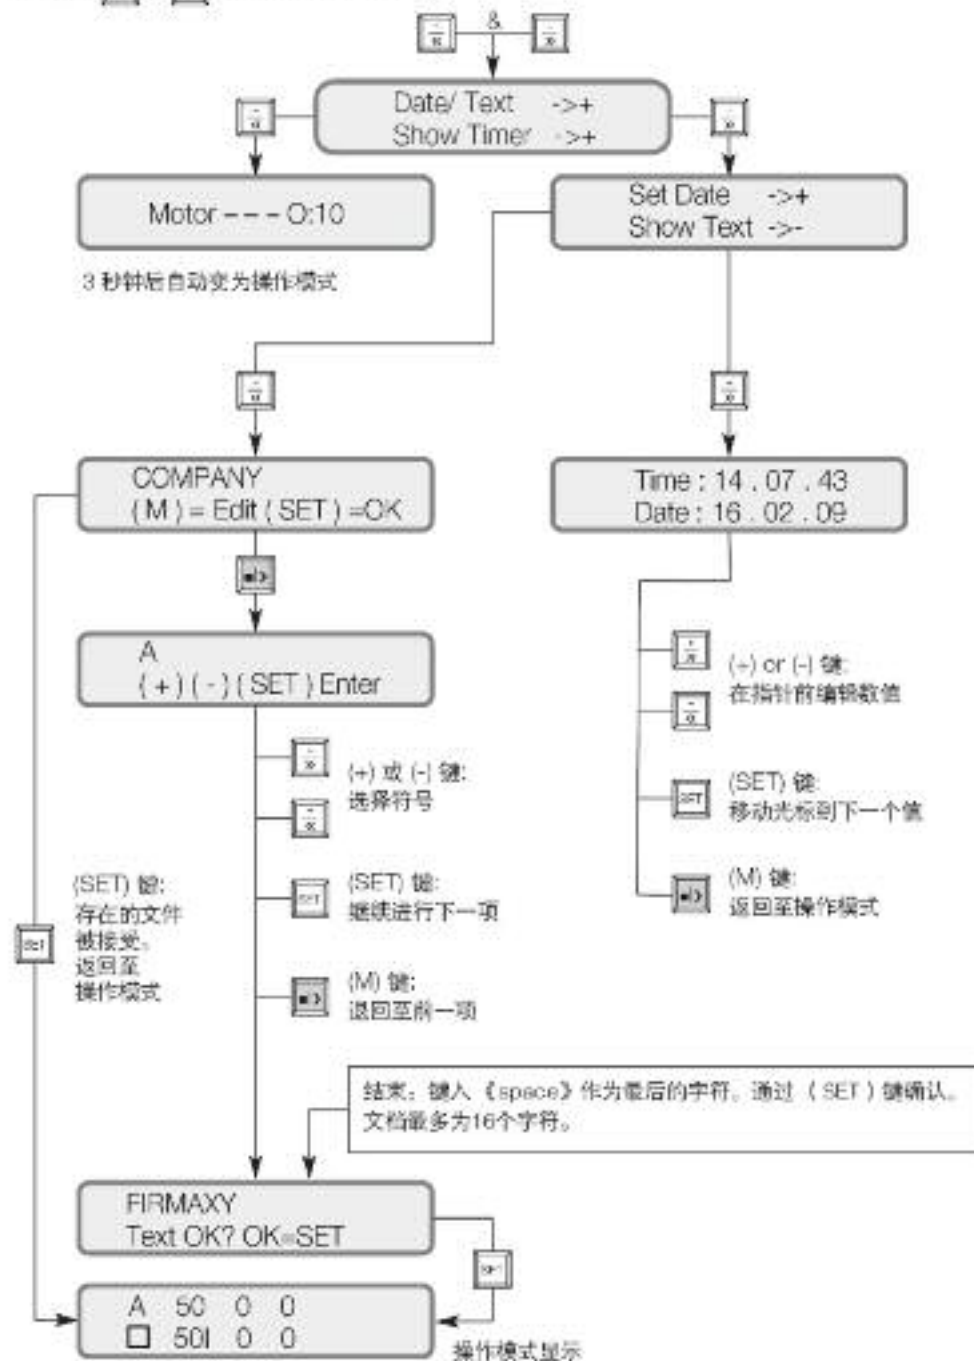 &
Date/ Text ->+
Show Timer ->+
Motor – – – O:10
Set Date ->+
Show Text ->-
3 秒钟后自动变为操作模式
COMPANY
( M ) = Edit ( SET ) =OK
Time : 14 . 07 . 43
Date : 16 . 02 . 09
A
( + ) ( - ) ( SET ) Enter
(+) or (-) 键:
在指针前编辑数值
(+) 或 (-) 键:
选择符号
SET
(SET) 键:
移动光标到下一个值
(SET) 键:
存在的文件
被接受。
返回至
操作模式
SET
SET
(SET) 键:
继续进行下一项
(M) 键:
返回至操作模式
(M) 键:
退回至前一项
结束:键入《space》作为最后的字符。通过 ( SET ) 键确认。
文档最多为16个字符。
FIRMAXY
Text OK? OK=SET
SET
A 50 0 0
50I 0 0
操作模式显示